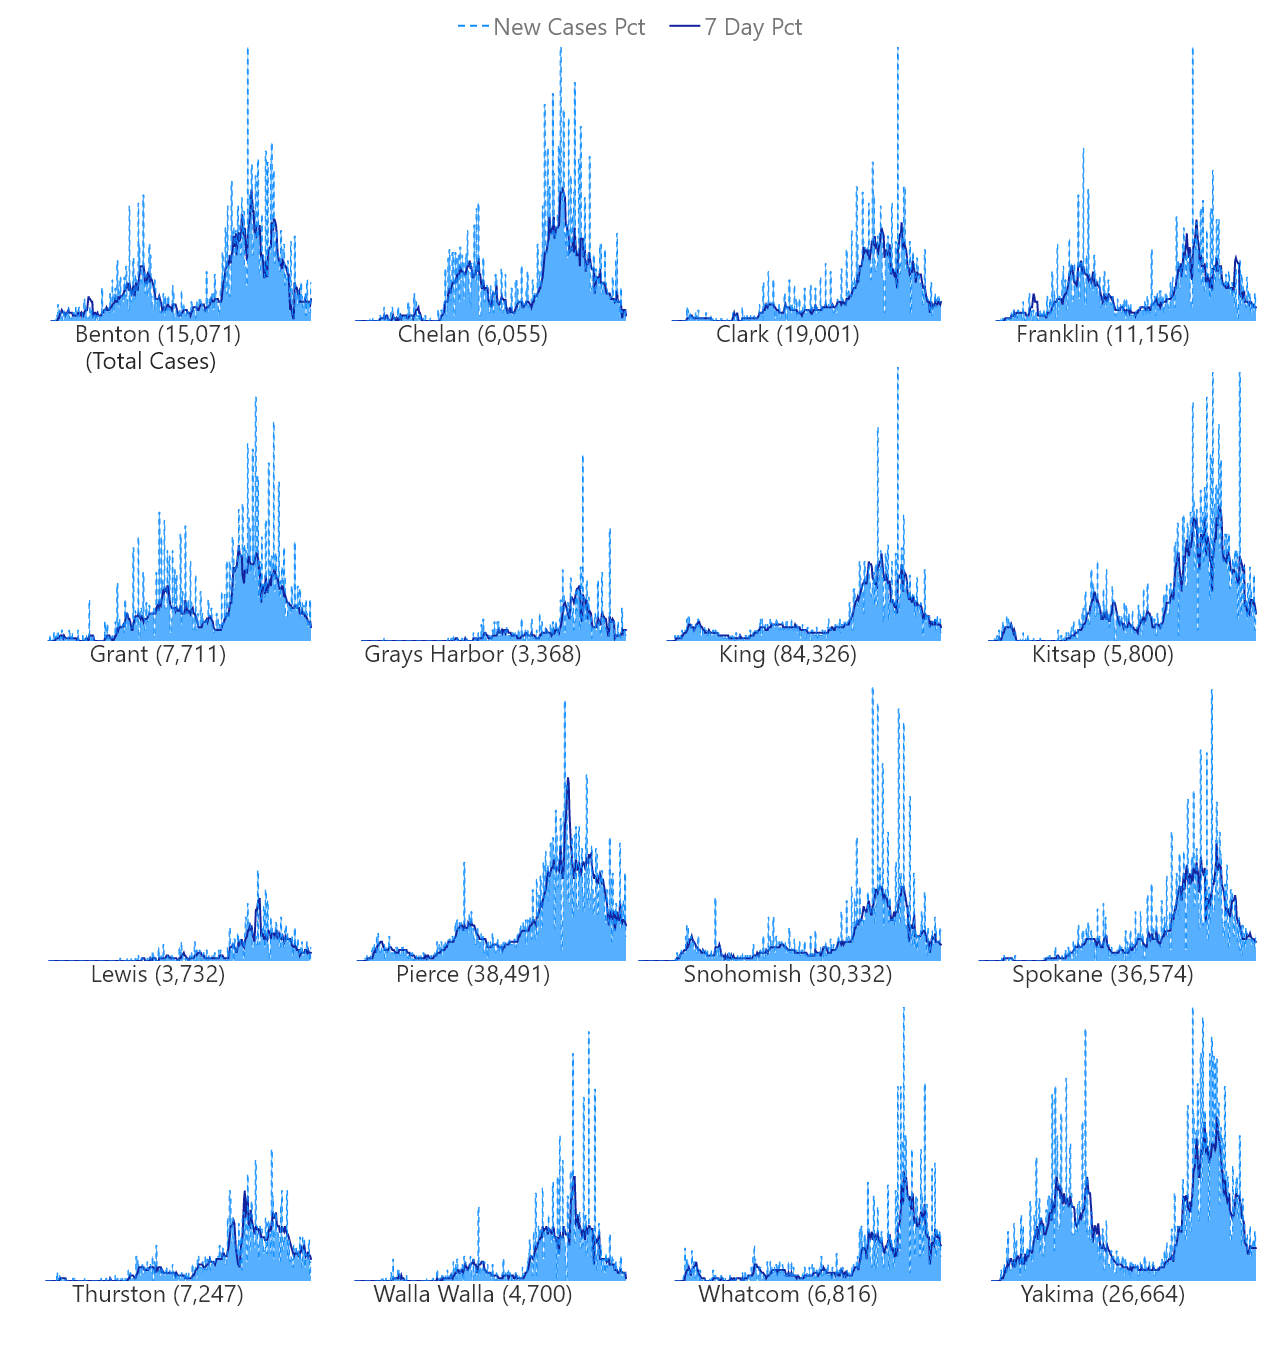 New Cases Pct 7 Day Pct
Benton (15,071) Chelan (6,055) Clark (19,001) Franklin (11,156)
(Total Cases)
Grant (7,711) Grays Harbor (3,368) King (84,326) Kitsap (5,800)
Lewis (3,732) Pierce (38,491) Snohomish (30,332) Spokane (36,574)
Thurston (7,247) Walla Walla (4,700) Whatcom (6,816) Yakima (26,664)